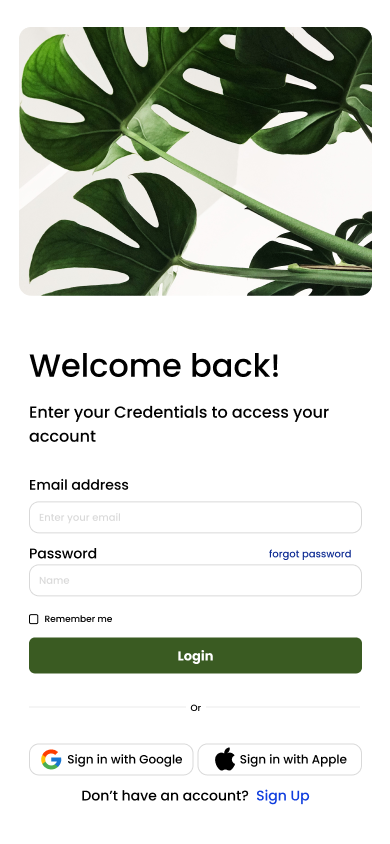 Welcome back!
Enter your Credentials to access your
account
Email address
Enter your email
Password forgot password
Name
Remember me
Login
Or
Sign in with Google Sign in with Apple
Don’t have an account? Sign Up